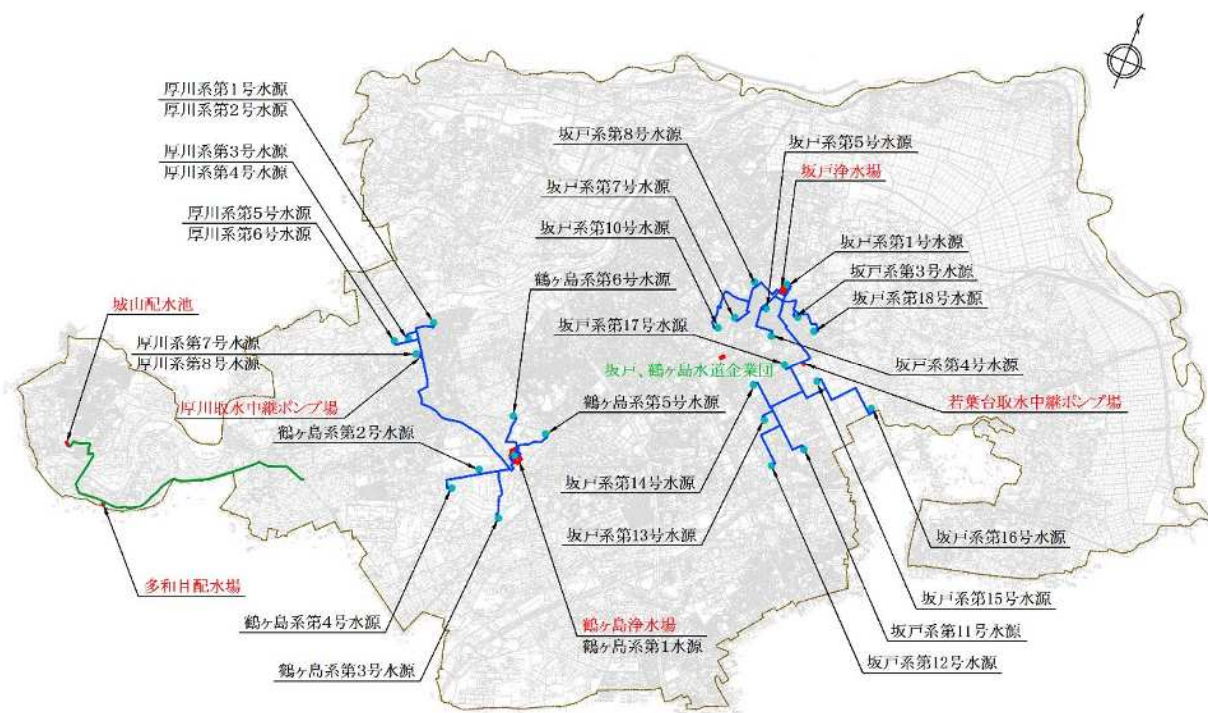 厚川系第1号水源
厚川系第2号水源
厚川系第3号水源
厚川系第4号水源
厚川系第5号水源
厚川系第6号水源
城山配水池
厚川系第7号水源
厚川系第8号水源
厚川取水中継ポンプ場
鶴ヶ島系第2号水源
多和目配水場
鶴ヶ島系第4号水源
鶴ヶ島系第3号水源
鶴ヶ島系第6号水源
鶴ヶ島系第5号水源
鶴ヶ島浄水場
鶴ヶ島系第1水源
坂戸系第8号水源
坂戸系第7号水源
坂戸系第10号水源
坂戸系第5号水源
坂戸浄水場
坂戸系第1号水源
坂戸系第3号水源
坂戸系第18号水源
坂戸系第17号水源
坂戸系第4号水源
坂戸、鶴ヶ島水道企業団
若葉台取水中継ポンプ場
坂戸系第14号水源
坂戸系第13号水源
坂戸系第16号水源
坂戸系第15号水源
坂戸系第11号水源
坂戸系第12号水源